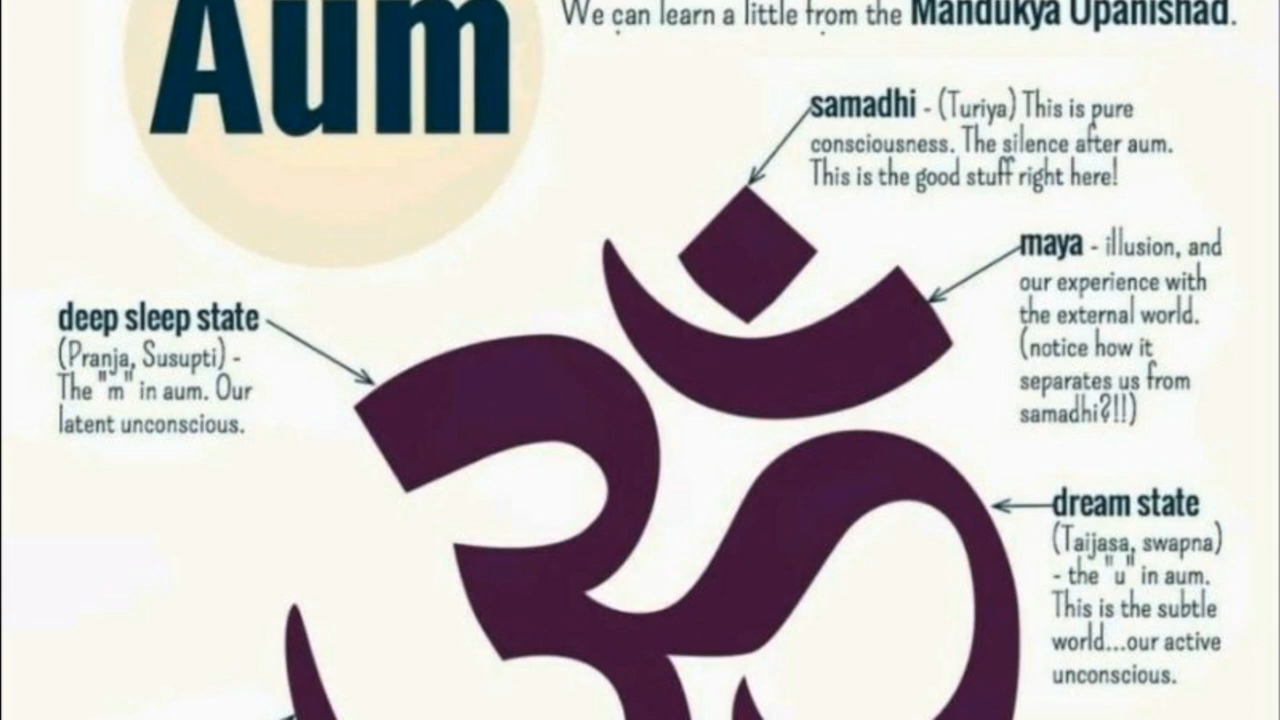 Aum
We can learn a little from the Mandukya Upanishad.
samadhi - (Turiya) This is pure
consciousness. The silence after aum.
This is the good stuff right here!
maya - illusion, and
our experience with
the external world.
(notice how it
separates us from
samadhi?!!)
deep sleep state
(Pranja, Susupti) -
The "m" in aum. Our
latent unconscious.
dream state
(Taijasa, swapna)
- the "u" in aum.
This is the subtle
world...our active
unconscious.